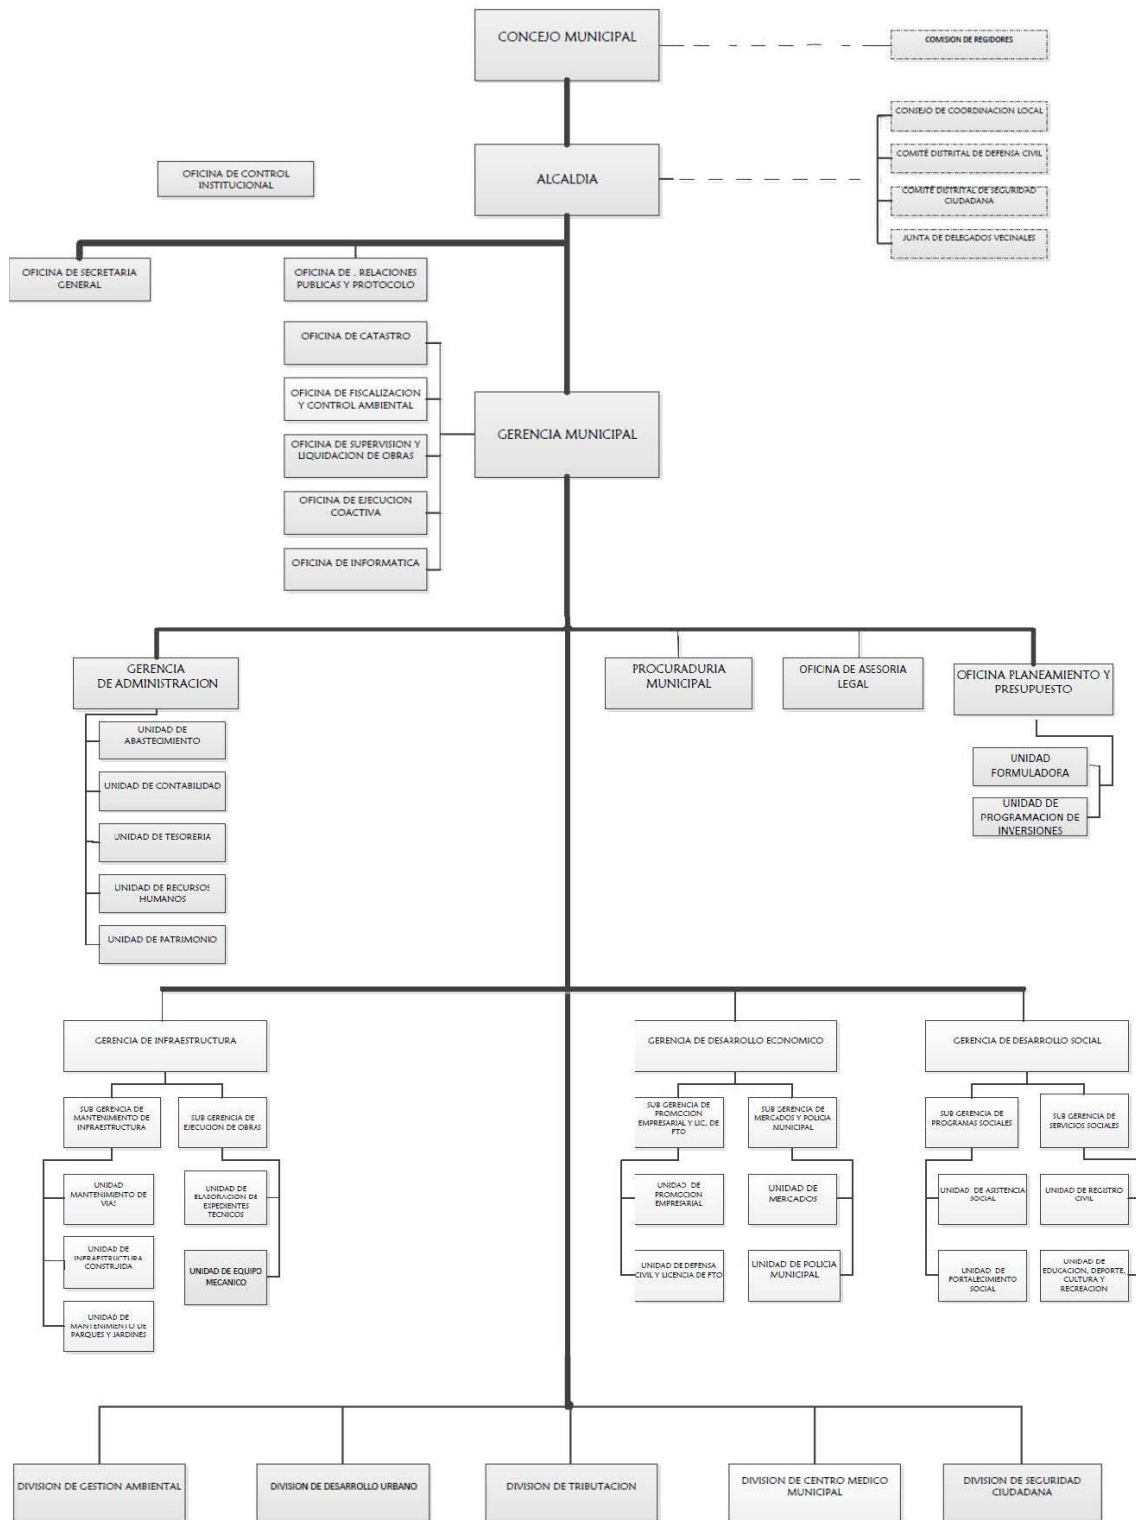 CONCEJO MUNICIPAL
COMISION DE REGIDORES
CONSEJO DE COORDINACION LOCAL
COMITÉ DISTRITAL DE DEFENSA CIVIL
COMITÉ DISTRITAL DE SEGURIDAD
CIUDADANA
JUNTA DE DELEGADOS VECINALES
ALCALDIA
OFICINA DE CONTROL
INSTITUCIONAL
OFICINA DE SECRETARIA
GENERAL
OFICINA DE . RELACIONES
PUBLICAS Y PROTOCOLO
OFICINA DE CATASTRO
OFICINA DE FISCALIZACION
Y CONTROL AMBIENTAL
OFICINA DE SUPERVISION Y
LIQUIDACION DE OBRAS
OFICINA DE EJECUCION
COACTIVA
OFICINA DE INFORMATICA
GERENCIA MUNICIPAL
GERENCIA
DE ADMINISTRACION
PROCURADURIA
MUNICIPAL
OFICINA DE ASESORIA
LEGAL
OFICINA PLANEAMIENTO Y
PRESUPUESTO
UNIDAD DE
ABASTECIMIENTO
UNIDAD DE CONTABILIDAD
UNIDAD DE TESORERIA
UNIDAD DE RECURSOS
HUMANOS
UNIDAD DE PATRIMONIO
UNIDAD
FORMULADORA
UNIDAD DE
PROGRAMACION DE
INVERSIONES
GERENCIA DE INFRAESTRUCTURA
GERENCIA DE DESARROLLO ECONOMICO
GERENCIA DE DESARROLLO SOCIAL
SUB GERENCIA DE
MANTENIMIENTO DE
INFRAESTRUCTURA
SUB GERENCIA DE
EJECUCION DE OBRAS
SUB GERENCIA DE
PROMOCION
EMPRESARIAL Y LIC. DE
FTO
SUB GERENCIA DE
MERCADOS Y POLICIA
MUNICIPAL
SUB GERENCIA DE
PROGRAMAS SOCIALES
SUB GERENCIA DE
SERVICIOS SOCIALES
UNIDAD
MANTENIMIENTO DE
VIAS
UNIDAD DE
ELABORACION DE
EXPEDIENTES
TECNICOS
UNIDAD DE
PROMOCION
EMPRESARIAL
UNIDAD DE
MERCADOS
UNIDAD DE ASISTENCIA
SOCIAL
UNIDAD DE REGISTRO
CIVIL
UNIDAD DE
INFRAESTRUCTURA
CONSTRUIDA
UNIDAD DE EQUIPO
MECANICO
UNIDAD DE DEFENSA
CIVIL Y LICENCIA DE FTO
UNIDAD DE POLICIA
MUNICIPAL
UNIDAD DE
FORTALECIMIENTO
SOCIAL
UNIDAD DE
EDUCACION, DEPORTE,
CULTURA Y
RECREACION
UNIDAD DE
MANTENIMIENTO DE
PARQUES Y JARDINES
DIVISION DE GESTION AMBIENTAL
DIVISION DE DESARROLLO URBANO
DIVISION DE TRIBUTACION
DIVISION DE CENTRO MEDICO
MUNICIPAL
DIVISION DE SEGURIDAD
CIUDADANA